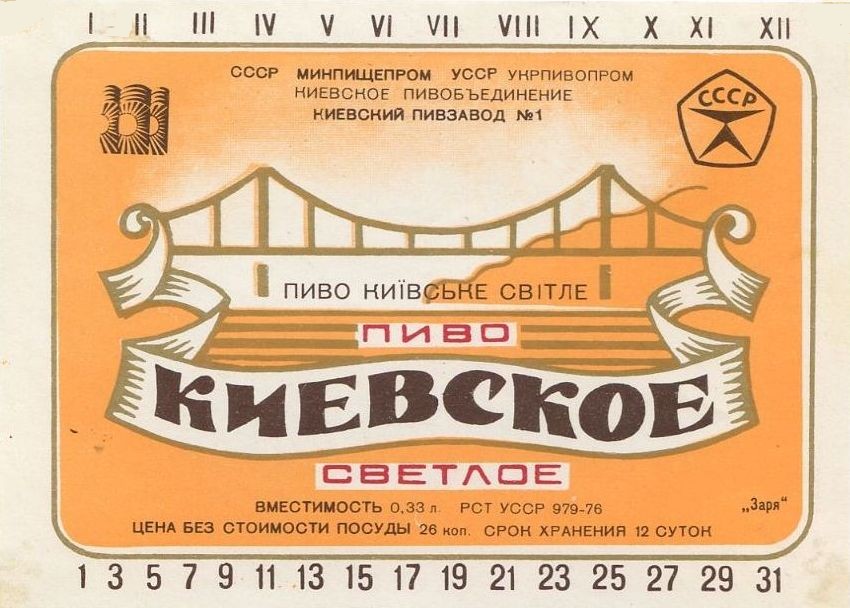 I II III IV V VI VII VIII IX X XI XII
СССР МИНПИЩЕПРОМ УССР УКРПИВОПРОМ
КИЕВСКОЕ ПИВОБЪЕДИНЕНИЕ
КИЕВСКИЙ ПИВЗАВОД №1
СССР
ПИВО КИЇВСЬКЕ СВІТЛЕ
ПИВО
КИЕВСКОЕ
СВЕТЛОЕ
ВМЕСТИМОСТЬ 0,33 л. РСТ УССР 979-76
„Заря“
ЦЕНА БЕЗ СТОИМОСТИ ПОСУДЫ 26 коп. СРОК ХРАНЕНИЯ 12 СУТОК
1 3 5 7 9 11 13 15 17 19 21 23 25 27 29 31